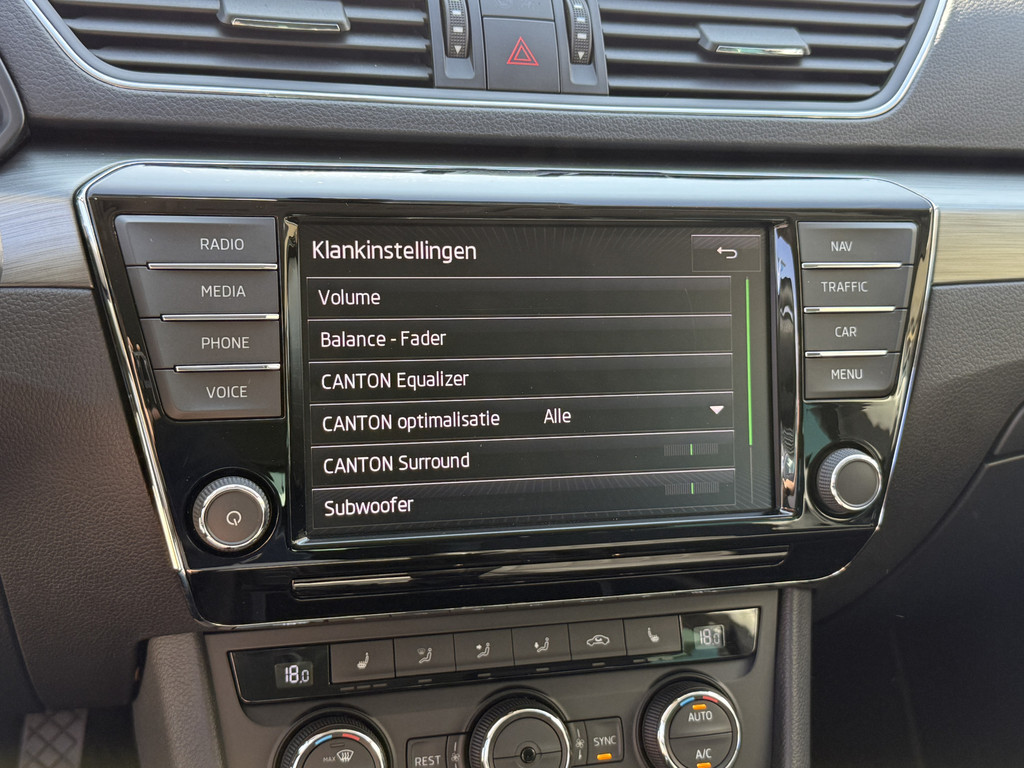 RADIO
MEDIA
PHONE
VOICE
Klankinstellingen
Volume
Balance - Fader
CANTON Equalizer
CANTON optimalisatie Alle
CANTON Surround
Subwoofer
NAV
TRAFFIC
CAR
MENU
18.0
18.0
MAX
REST
SYNC
AUTO
A/C